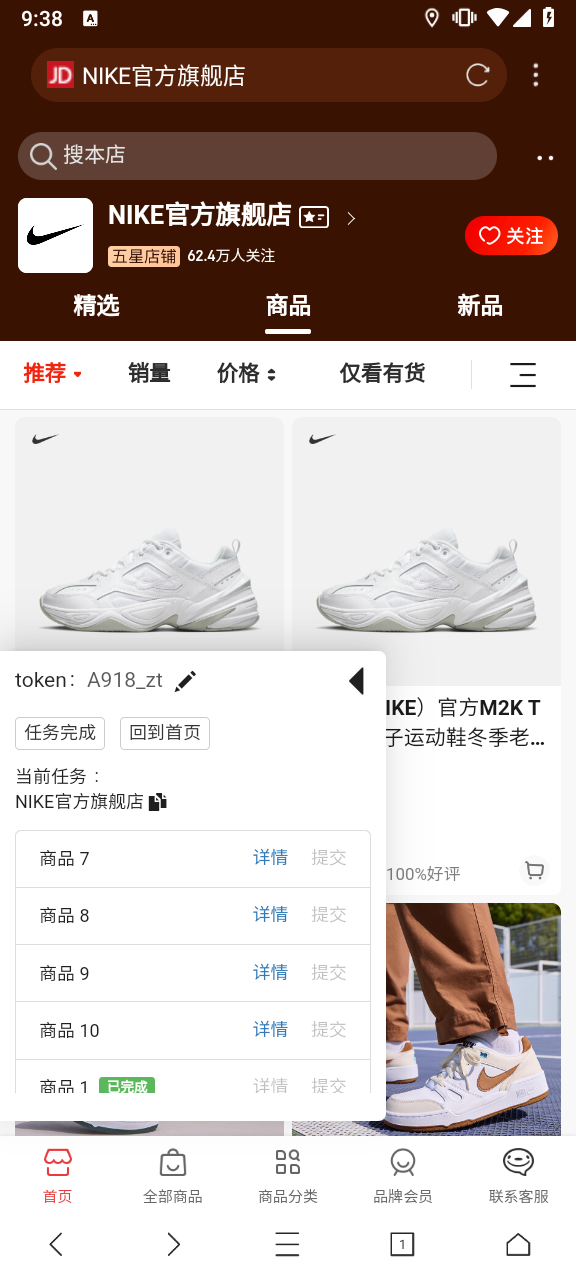 9:38
A
JD NIKE官方旗舰店
搜本店
NIKE官方旗舰店
五星店铺 62.4万人关注
关注
精选 商品 新品
推荐 销量 价格 仅看有货
token： A918_zt
任务完成 回到首页
当前任务：
NIKE官方旗舰店
商品 7 详情 提交
商品 8 详情 提交
商品 9 详情 提交
商品 10 详情 提交
商品 1 已完成 详情 提交
IKE）官方M2K T
子运动鞋冬季老...
100%好评
首页 全部商品 商品分类 品牌会员 联系客服
1